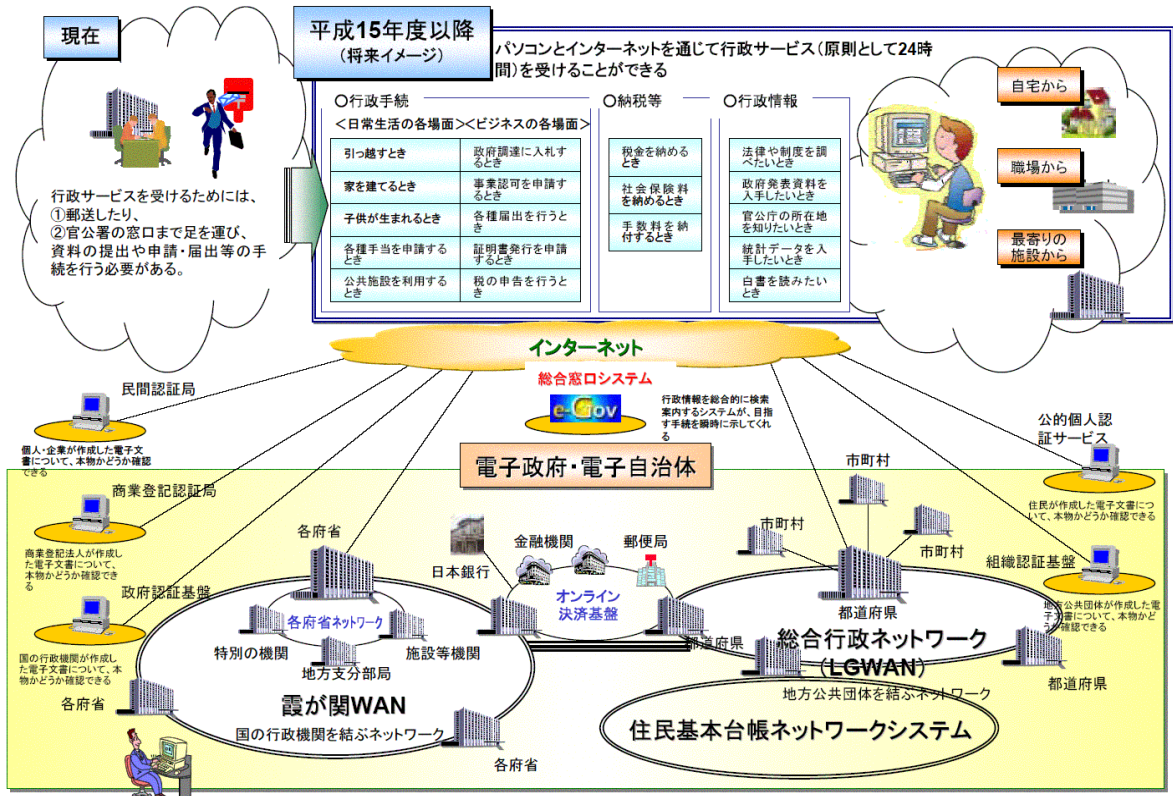 現在
行政サービスを受けるためには、
①郵送したり、
②官公署の窓口まで足を運び、
資料の提出や申請・届出等の手
続を行う必要がある。
平成15年度以降
(将来イメージ)
パソコンとインターネットを通じて行政サービス(原則として24時
間)を受けることができる
○行政手続
<日常生活の各場面>
引っ越すとき
家を建てるとき
子供が生まれるとき
各種手当を申請する
とき
公共施設を利用する
とき
<ビジネスの各場面>
政府調達に入札す
るとき
事業認可を申請す
るとき
各種届出を行うと
き
証明書発行を申請
するとき
税の申告を行うと
き
○納税等
税金を納める
とき
社会保険料
を納めるとき
手数料を納
付するとき
○行政情報
法律や制度を調
べたいとき
政府発表資料を
入手したいとき
官公庁の所在地
を知りたいとき
統計データを入
手したいとき
白書を読みたい
とき
自宅から
職場から
最寄りの
施設から
インターネット
総合窓口システム
e-Gov
行政情報を総合的に検索
案内するシステムが、目指
す手続を瞬時に示してくれ
る
電子政府・電子自治体
民間認証局
個人・企業が作成した電子文
書について、本物かどうか確認
できる
商業登記認証局
商業登記法人が作成し
た電子文書について、
本物かどうか確認でき
る
政府認証基盤
国の行政機関が作成し
た電子文書について、本
物かどうか確認できる
各府省
各府省
各府省ネットワーク
特別の機関
地方支分部局
施設等機関
霞が関WAN
国の行政機関を結ぶネットワーク
各府省
日本銀行
金融機関
郵便局
オンライン
決済基盤
市町村
市町村
市町村
都道府県
都道府県
総合行政ネットワーク
(LGWAN)
地方公共団体を結ぶネットワーク
都道府県
住民基本台帳ネットワークシステム
公的個人認
証サービス
住民が作成した電子文書につ
いて、本物かどうか確認できる
組織認証基盤
地方公共団体が作成した電
子文書について、本物かど
うか確認できる